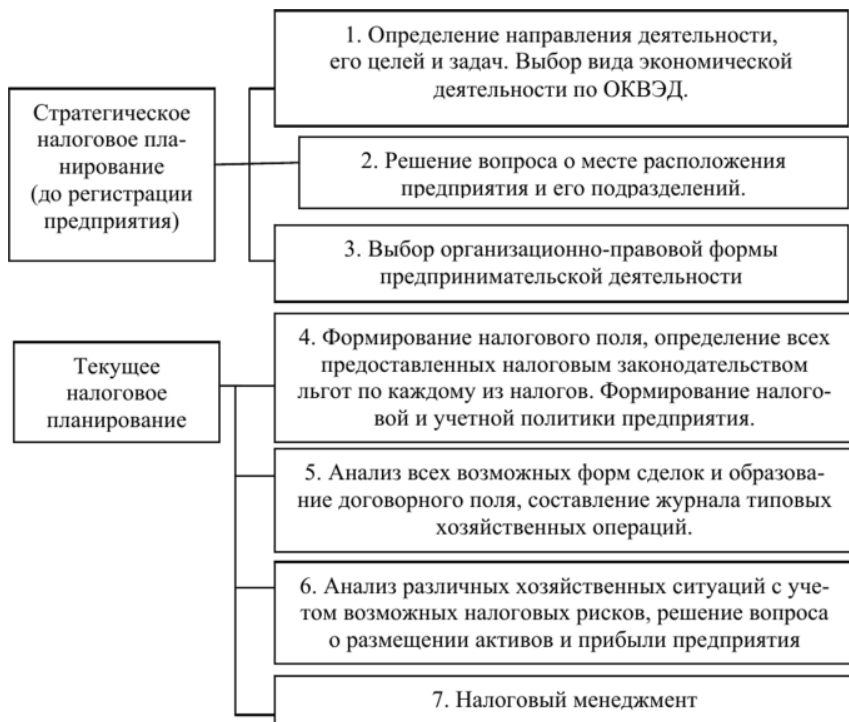 1. Определение направления деятельности,
его целей и задач. Выбор вида экономической
деятельности по ОКВЭД.
Стратегическое
налоговое пла-
нирование
(до регистрации
предприятия)
2. Решение вопроса о месте расположения
предприятия и его подразделений.
3. Выбор организационно-правовой формы
предпринимательской деятельности
Текущее
налоговое
планирование
4. Формирование налогового поля, определение всех
предоставленных налоговым законодательством
льгот по каждому из налогов. Формирование налого-
вой и учетной политики предприятия.
5. Анализ всех возможных форм сделок и образова-
ние договорного поля, составление журнала типовых
хозяйственных операций.
6. Анализ различных хозяйственных ситуаций с уче-
том возможных налоговых рисков, решение вопроса
о размещении активов и прибыли предприятия
7. Налоговый менеджмент